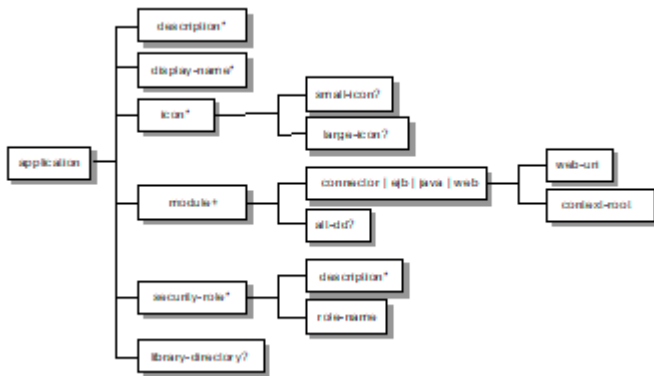 description*
display-name*
icon*
small-icon?
large-icon?
application
module+
connector | ejb | java | web
web-uri
context-root
alt-dd?
security-role*
description*
role-name
library-directory?